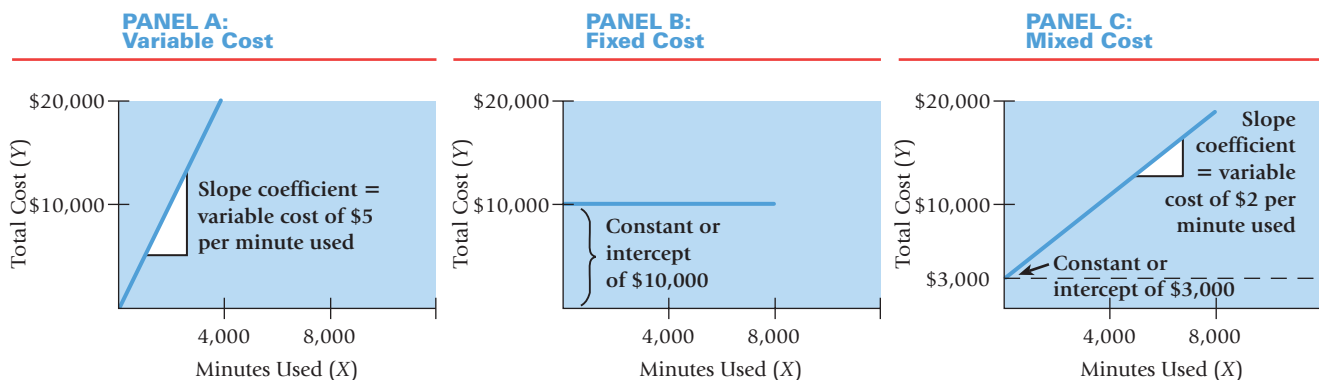 PANEL A:
Variable Cost
$20,000
$10,000
Total Cost (Y)
Slope coefficient =
variable cost of $5
per minute used
4,000 8,000
Minutes Used (X)
PANEL B:
Fixed Cost
$20,000
$10,000
Total Cost (Y)
Constant or
intercept
of $10,000
4,000 8,000
Minutes Used (X)
PANEL C:
Mixed Cost
$20,000
$10,000
$3,000
Total Cost (Y)
Slope
coefficient
= variable
cost of $2 per
minute used
Constant or
intercept of $3,000
4,000 8,000
Minutes Used (X)